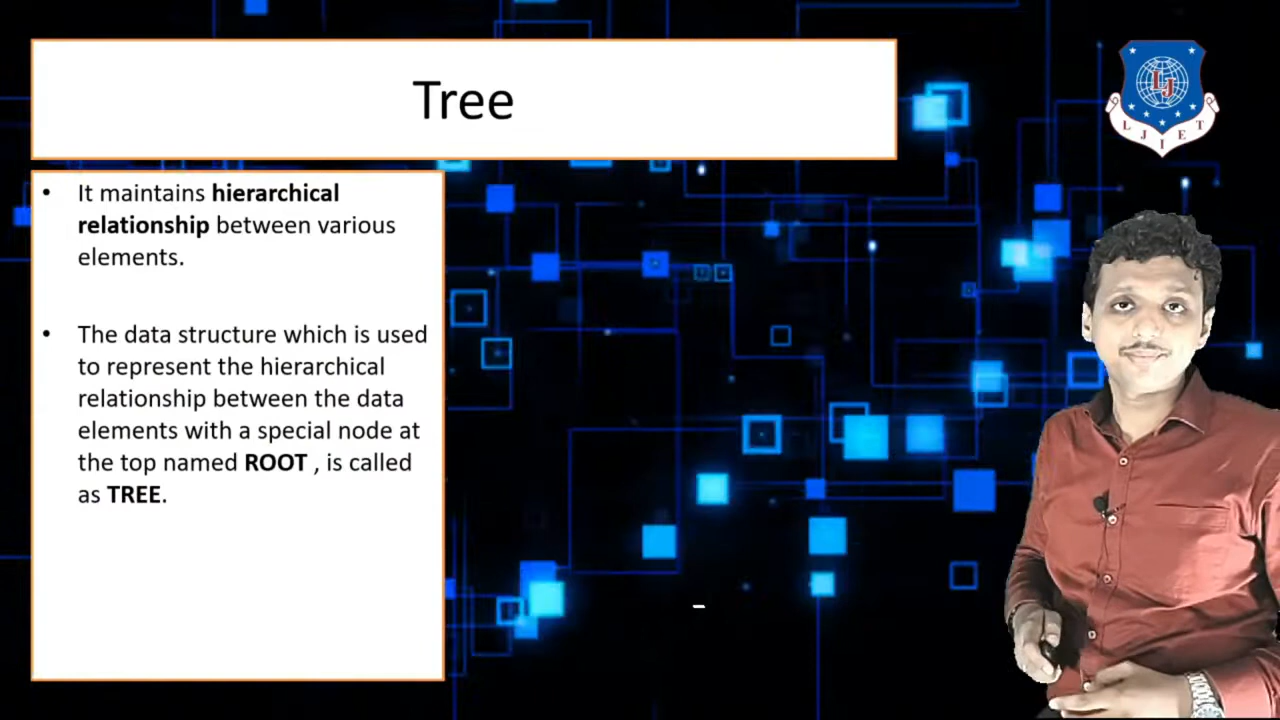 Tree
LJ
L J I E T
• It maintains hierarchical
relationship between various
elements.
• The data structure which is used
to represent the hierarchical
relationship between the data
elements with a special node at
the top named ROOT , is called
as TREE.